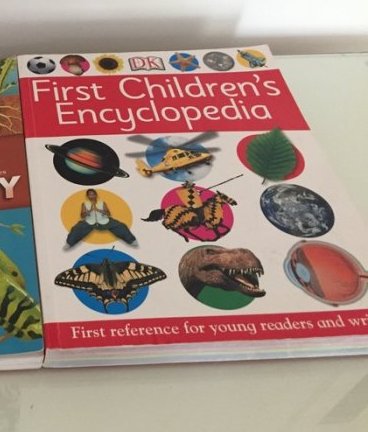 DK
First Children's
Encyclopedia
Y
First reference for young readers and wri